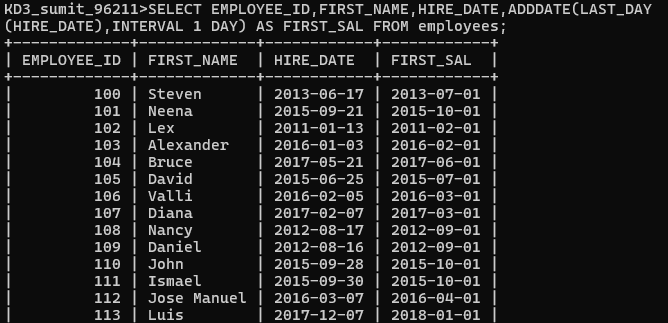 KD3_sumit_96211>SELECT EMPLOYEE_ID,FIRST_NAME,HIRE_DATE,ADDDATE(LAST_DAY
(HIRE_DATE),INTERVAL 1 DAY) AS FIRST_SAL FROM employees;
+-------------+-------------+------------+------------+
| EMPLOYEE_ID | FIRST_NAME  | HIRE_DATE  | FIRST_SAL  |
+-------------+-------------+------------+------------+
|         100 | Steven      | 2013-06-17 | 2013-07-01 |
|         101 | Neena       | 2015-09-21 | 2015-10-01 |
|         102 | Lex         | 2011-01-13 | 2011-02-01 |
|         103 | Alexander   | 2016-01-03 | 2016-02-01 |
|         104 | Bruce       | 2017-05-21 | 2017-06-01 |
|         105 | David       | 2015-06-25 | 2015-07-01 |
|         106 | Valli       | 2016-02-05 | 2016-03-01 |
|         107 | Diana       | 2017-02-07 | 2017-03-01 |
|         108 | Nancy       | 2012-08-17 | 2012-09-01 |
|         109 | Daniel      | 2012-08-16 | 2012-09-01 |
|         110 | John        | 2015-09-28 | 2015-10-01 |
|         111 | Ismael      | 2015-09-30 | 2015-10-01 |
|         112 | Jose Manuel | 2016-03-07 | 2016-04-01 |
|         113 | Luis        | 2017-12-07 | 2018-01-01 |